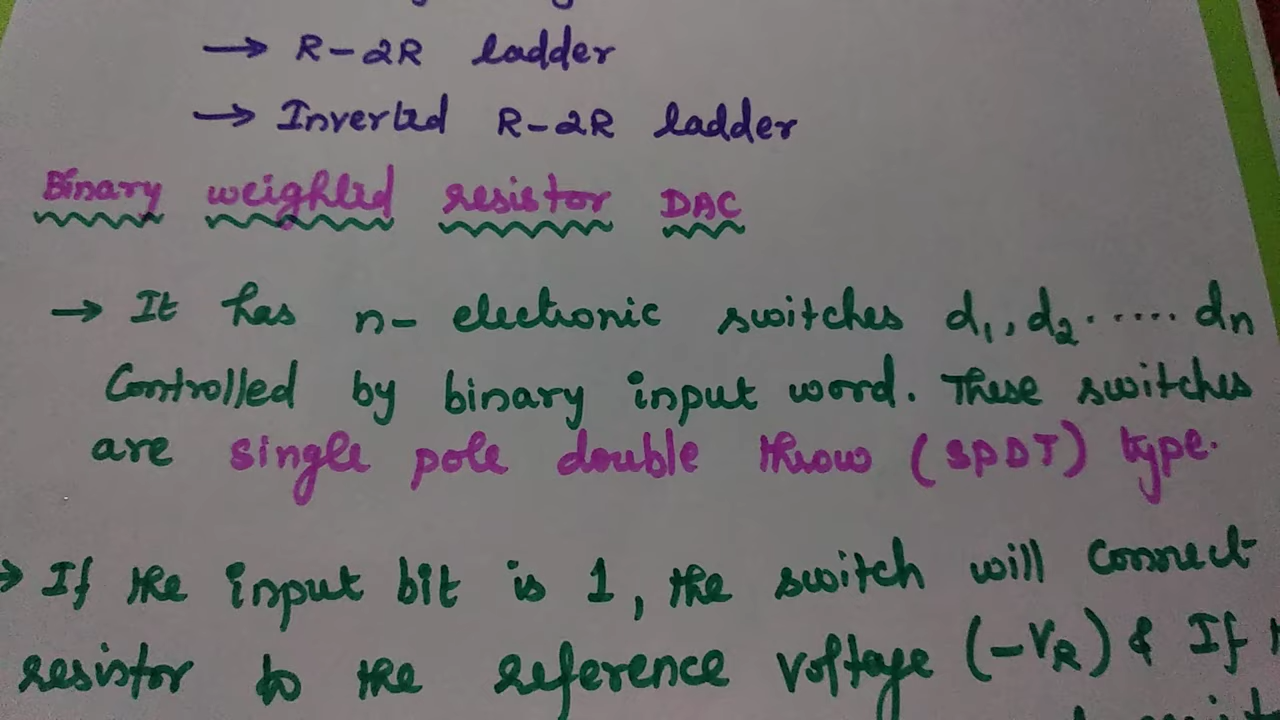 → R-2R ladder
→ Inverted R-2R ladder
Binary weighted resistor DAC
→ It has n- electronic switches d₁, d₂ ..... dn
Controlled by binary input word. These switches
are single pole double throw (SPDT) type.
→ If the input bit is 1, the switch will connect
resistor to the reference voltage (-VR) & If